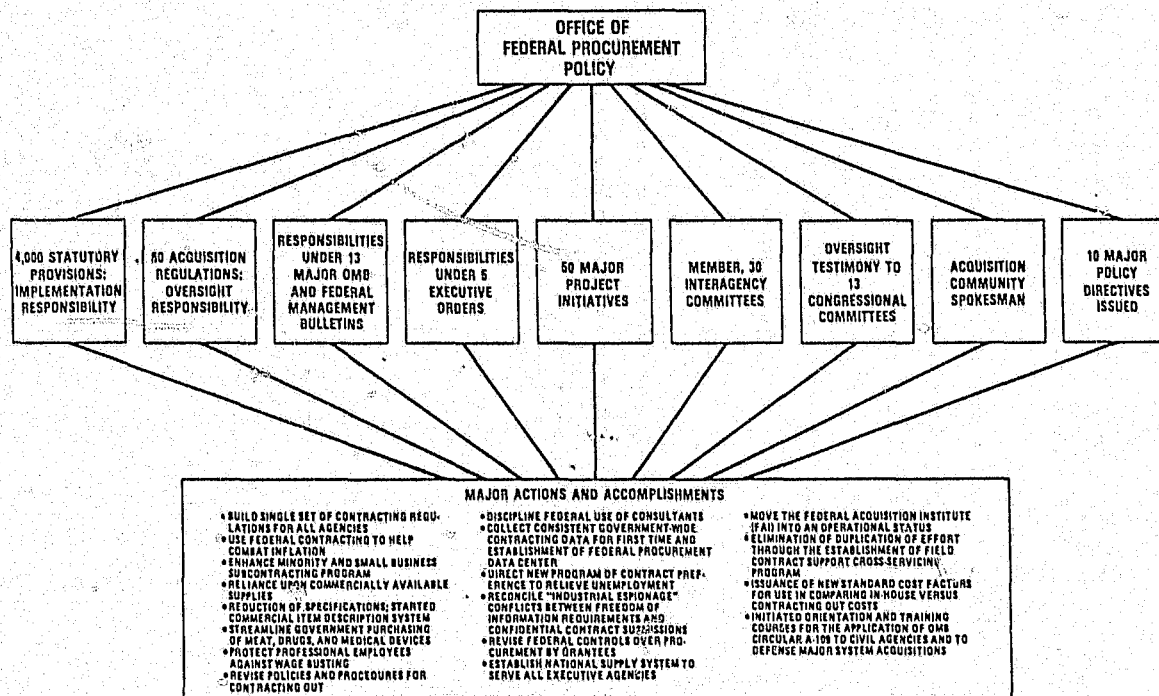 OFFICE OF
FEDERAL PROCUREMENT
POLICY
4,000 STATUTORY
PROVISIONS;
IMPLEMENTATION
RESPONSIBILITY
ACQUISITION
REGULATIONS;
OVERSIGHT
RESPONSIBILITY
RESPONSIBILITIES
UNDER 13
MAJOR OMB
AND FEDERAL
MANAGEMENT
BULLETINS
RESPONSIBILITIES
UNDER 5
EXECUTIVE
ORDERS
50 MAJOR
PROJECT
INITIATIVES
MEMBER, 30
INTERAGENCY
COMMITTEES
OVERSIGHT
TESTIMONY TO
13
CONGRESSIONAL
COMMITTEES
ACQUISITION
COMMUNITY
SPOKESMAN
10 MAJOR
POLICY
DIRECTIVES
ISSUED
MAJOR ACTIONS AND ACCOMPLISHMENTS
• BUILD SINGLE SET OF CONTRACTING REGU-
LATIONS FOR ALL AGENCIES
• USE FEDERAL CONTRACTING TO HELP
COMBAT INFLATION
• ENHANCE MINORITY AND SMALL BUSINESS
SUBCONTRACTING PROGRAM
• RELIANCE UPON COMMERCIALLY AVAILABLE
SUPPLIES
• REDUCTION OF SPECIFICATIONS; STARTED
COMMERCIAL ITEM DESCRIPTION SYSTEM
• STREAMLINE GOVERNMENT PURCHASING
OF MEAT, DRUGS, AND MEDICAL DEVICES
• PROTECT PROFESSIONAL EMPLOYEES
AGAINST WAGE BUSTING
• REVISE POLICIES AND PROCEDURES FOR
CONTRACTING OUT
• DISCIPLINE FEDERAL USE OF CONSULTANTS
• COLLECT CONSISTENT GOVERNMENT-WIDE
CONTRACTING DATA FOR FIRST TIME AND
ESTABLISHMENT OF FEDERAL PROCUREMENT
DATA CENTER
• DIRECT NEW PROGRAM OF CONTRACT PREF-
ERENCE TO RELIEVE UNEMPLOYMENT
• RECONCILE "INDUSTRIAL ESPIONAGE"
CONFLICTS BETWEEN FREEDOM OF
INFORMATION REQUIREMENTS AND
CONFIDENTIAL CONTRACT SUBMISSIONS
• REVISE FEDERAL CONTROLS OVER PRO-
CUREMENT BY GRANTEES
• ESTABLISH NATIONAL SUPPLY SYSTEM TO
SERVE ALL EXECUTIVE AGENCIES
• MOVE THE FEDERAL ACQUISITION INSTITUTE
(FAI) INTO AN OPERATIONAL STATUS
• ELIMINATION OF DUPLICATION OF EFFORT
THROUGH THE ESTABLISHMENT OF FIELD
CONTRACT SUPPORT CROSS-SERVICING
PROGRAM
• ISSUANCE OF NEW STANDARD COST FACTORS
FOR USE IN COMPARING IN-HOUSE VERSUS
CONTRACTING OUT COSTS
• INITIATED ORIENTATION AND TRAINING
COURSES FOR THE APPLICATION OF OMB
CIRCULAR A-109 TO CIVIL AGENCIES AND TO
DEFENSE MAJOR SYSTEM ACQUISITIONS